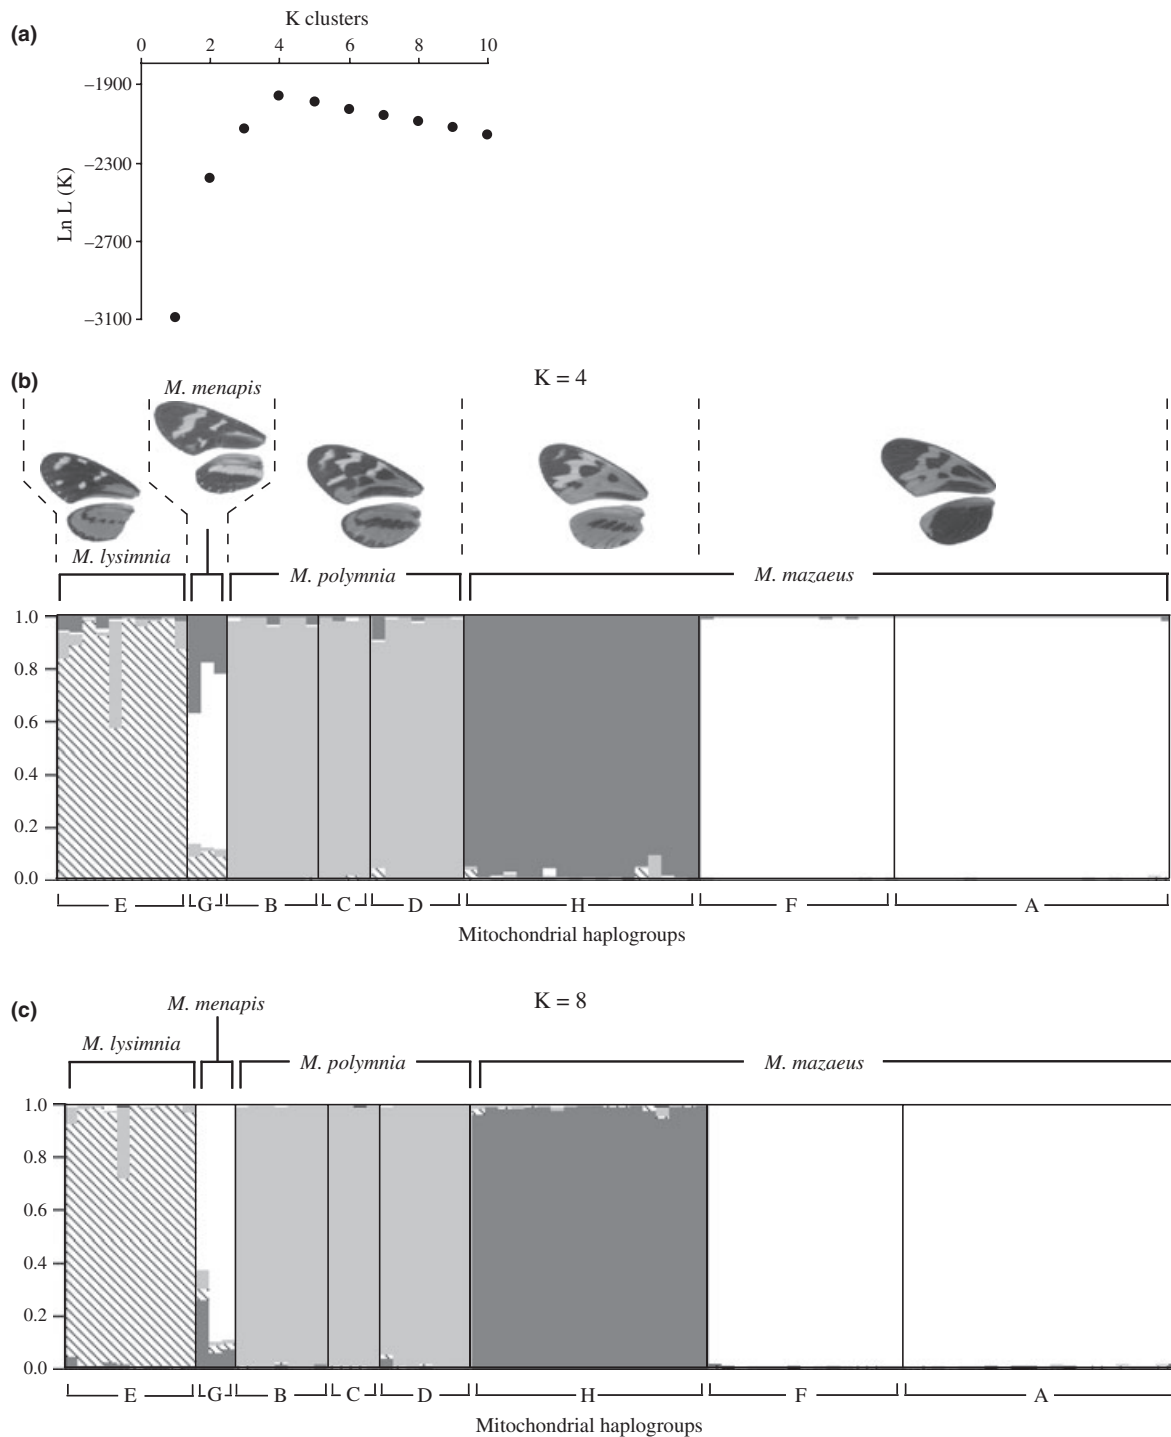 (a)
K clusters
0 2 4 6 8 10
Ln L (K)
–1900
–2300
–2700
–3100
(b)
K = 4
M. menapis
M. lysimnia
M. polymnia
M. mazaeus
1.0
0.8
0.6
0.4
0.2
0.0
E G B C D H F A
Mitochondrial haplogroups
(c)
K = 8
M. menapis
M. lysimnia
M. polymnia
M. mazaeus
1.0
0.8
0.6
0.4
0.2
0.0
E G B C D H F A
Mitochondrial haplogroups